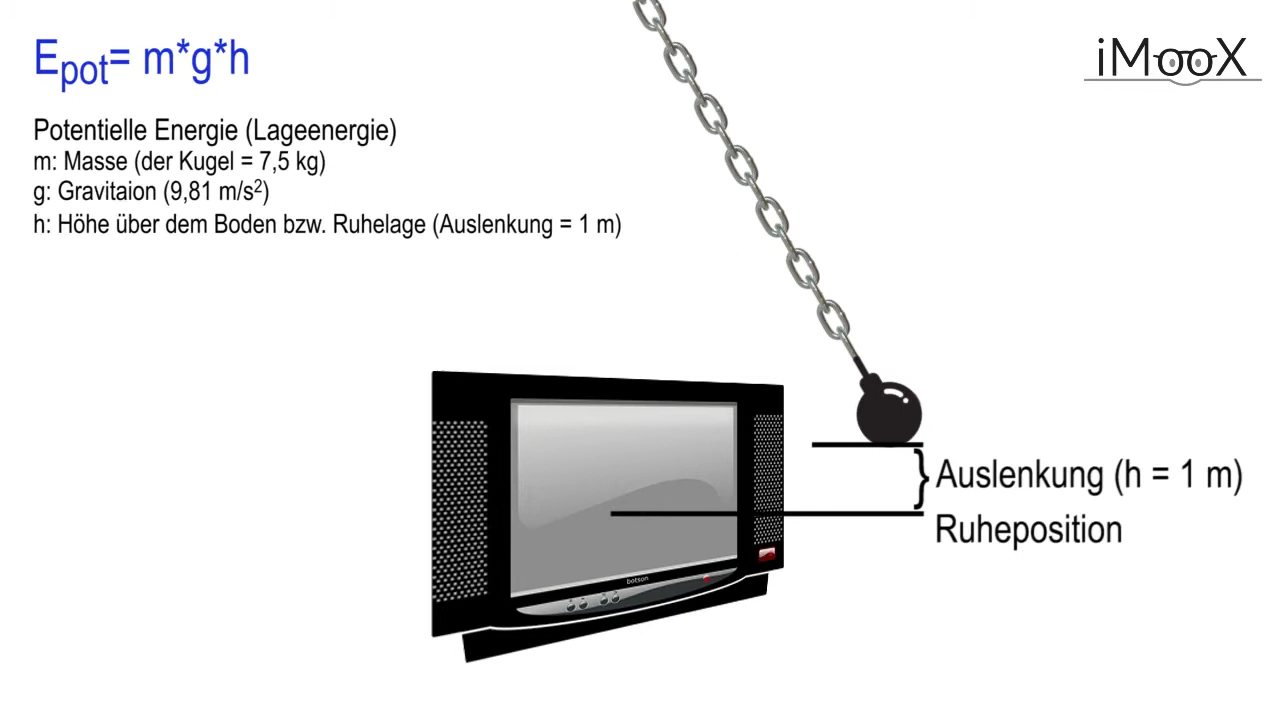 E_pot= m*g*h
iMooX
Potentielle Energie (Lageenergie)
m: Masse (der Kugel = 7,5 kg)
g: Gravitaion (9,81 m/s²)
h: Höhe über dem Boden bzw. Ruhelage (Auslenkung = 1 m)
Auslenkung (h = 1 m)
Ruheposition
botson